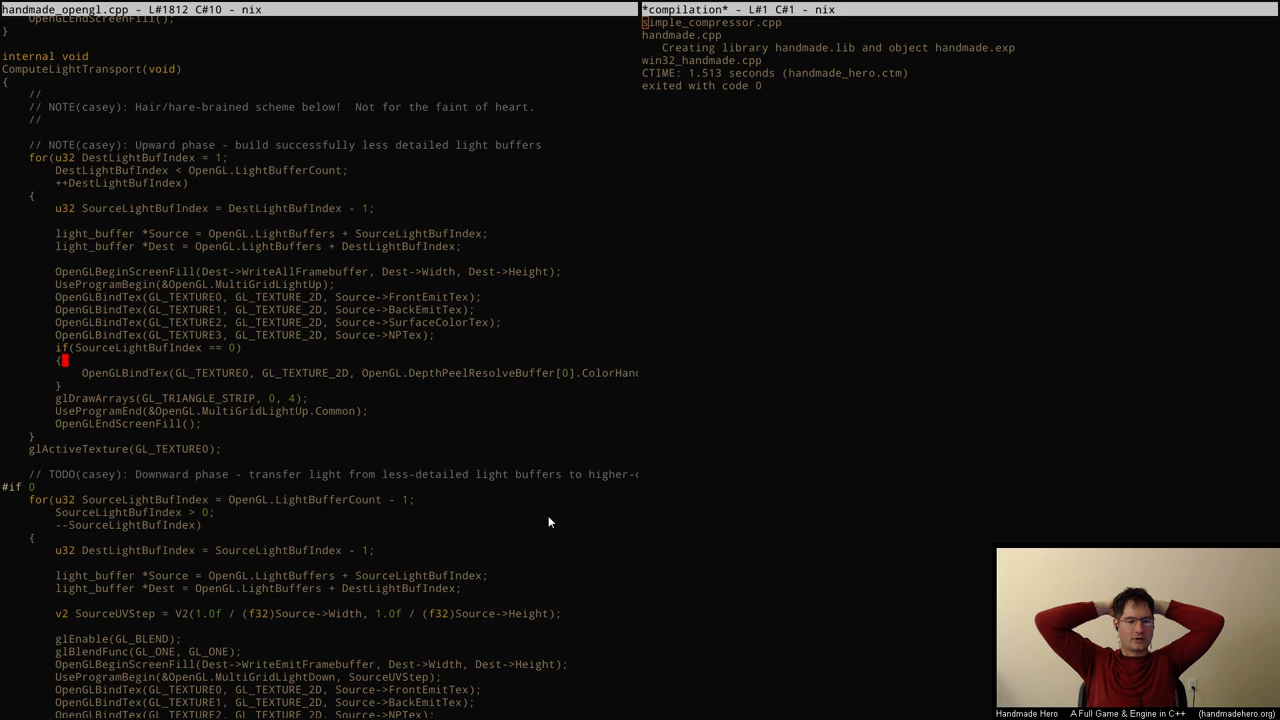 handmade_opengl.cpp - L#1812 C#10 - nix
OpenGLEndScreenFill();
}
internal void
ComputeLightTransport(void)
{
//
// NOTE(casey): Hair/hare-brained scheme below!  Not for the faint of heart.
//
// NOTE(casey): Upward phase - build successfully less detailed light buffers
for(u32 DestLightBufIndex = 1;
DestLightBufIndex < OpenGL.LightBufferCount;
++DestLightBufIndex)
{
u32 SourceLightBufIndex = DestLightBufIndex - 1;
light_buffer *Source = OpenGL.LightBuffers + SourceLightBufIndex;
light_buffer *Dest = OpenGL.LightBuffers + DestLightBufIndex;
OpenGLBeginScreenFill(Dest->WriteAllFramebuffer, Dest->Width, Dest->Height);
UseProgramBegin(&OpenGL.MultiGridLightUp);
OpenGLBindTex(GL_TEXTURE0, GL_TEXTURE_2D, Source->FrontEmitTex);
OpenGLBindTex(GL_TEXTURE1, GL_TEXTURE_2D, Source->BackEmitTex);
OpenGLBindTex(GL_TEXTURE2, GL_TEXTURE_2D, Source->SurfaceColorTex);
OpenGLBindTex(GL_TEXTURE3, GL_TEXTURE_2D, Source->NPTex);
if(SourceLightBufIndex == 0)
{
OpenGLBindTex(GL_TEXTURE0, GL_TEXTURE_2D, OpenGL.DepthPeelResolveBuffer[0].ColorHan
}
glDrawArrays(GL_TRIANGLE_STRIP, 0, 4);
UseProgramEnd(&OpenGL.MultiGridLightUp.Common);
OpenGLEndScreenFill();
}
glActiveTexture(GL_TEXTURE0);
// TODO(casey): Downward phase - transfer light from less-detailed light buffers to higher-
#if 0
for(u32 SourceLightBufIndex = OpenGL.LightBufferCount - 1;
SourceLightBufIndex > 0;
--SourceLightBufIndex)
{
u32 DestLightBufIndex = SourceLightBufIndex - 1;
light_buffer *Source = OpenGL.LightBuffers + SourceLightBufIndex;
light_buffer *Dest = OpenGL.LightBuffers + DestLightBufIndex;
v2 SourceUVStep = V2(1.0f / (f32)Source->Width, 1.0f / (f32)Source->Height);
glEnable(GL_BLEND);
glBlendFunc(GL_ONE, GL_ONE);
OpenGLBeginScreenFill(Dest->WriteEmitFramebuffer, Dest->Width, Dest->Height);
UseProgramBegin(&OpenGL.MultiGridLightDown, SourceUVStep);
OpenGLBindTex(GL_TEXTURE0, GL_TEXTURE_2D, Source->FrontEmitTex);
OpenGLBindTex(GL_TEXTURE1, GL_TEXTURE_2D, Source->BackEmitTex);
OpenGLBindTex(GL_TEXTURE2, GL_TEXTURE_2D, Source->NPTex);
*compilation* - L#1 C#1 - nix
simple_compressor.cpp
handmade.cpp
Creating library handmade.lib and object handmade.exp
win32_handmade.cpp
CTIME: 1.513 seconds (handmade_hero.ctm)
exited with code 0
Handmade Hero    A Full Game & Engine in C++    (handmadehero.org)